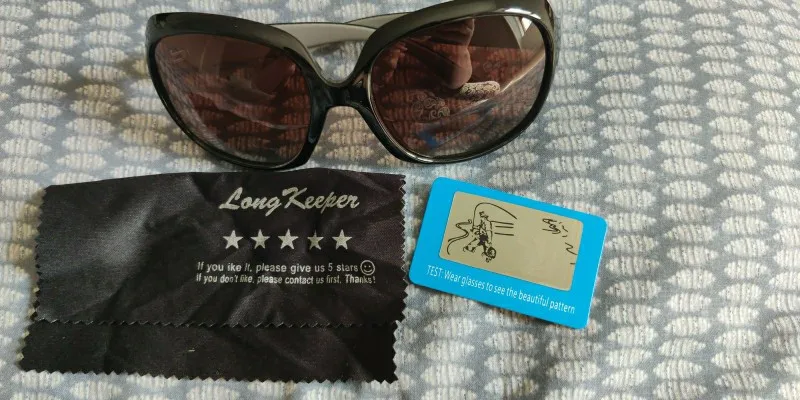 LongKeeper
If you ike it, please give us 5 stars
If you don't like, please contact us first, Thanks!
TEST: Wear glasses to see the beautiful pattern